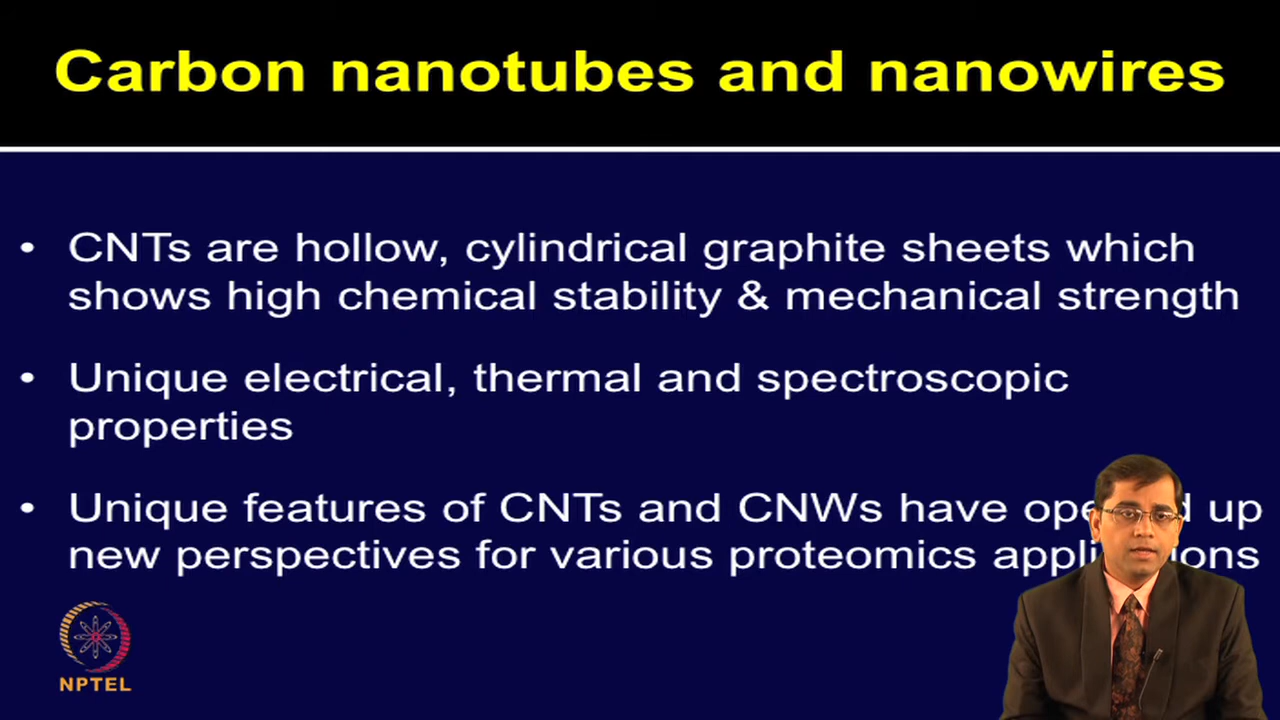 Carbon nanotubes and nanowires
• CNTs are hollow, cylindrical graphite sheets which
shows high chemical stability & mechanical strength
• Unique electrical, thermal and spectroscopic
properties
• Unique features of CNTs and CNWs have up
new perspectives for various proteomics
NPTEL